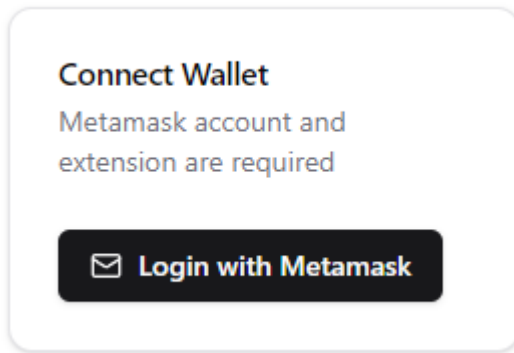 Connect Wallet
Metamask account and
extension are required
Login with Metamask